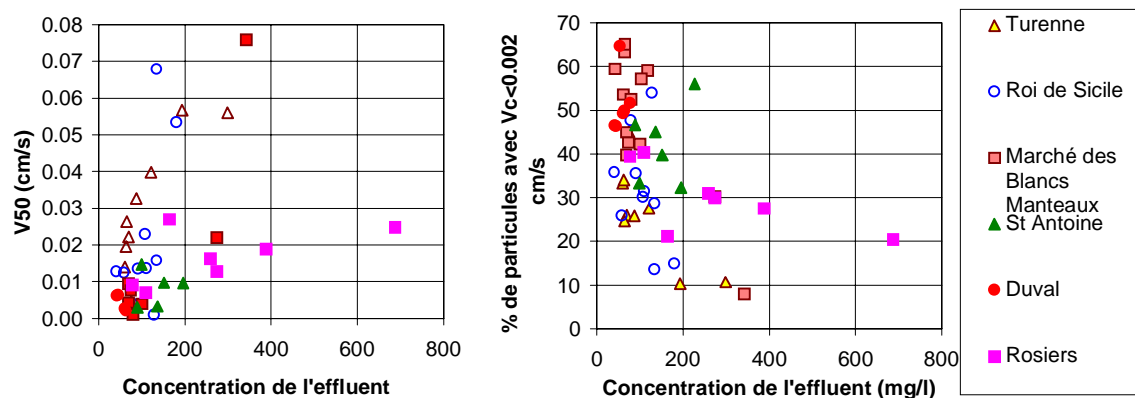 V50 (cm/s)
0.08
0.07
0.06
0.05
0.04
0.03
0.02
0.01
0.00
0 200 400 600 800
Concentration de l'effluent
% de particules avec Vc<0.002
cm/s
70
60
50
40
30
20
10
0
0 200 400 600 800
Concentration de l'effluent (mg/l)
Turenne
Roi de Sicile
Marché des
Blancs
Manteaux
St Antoine
Duval
Rosiers